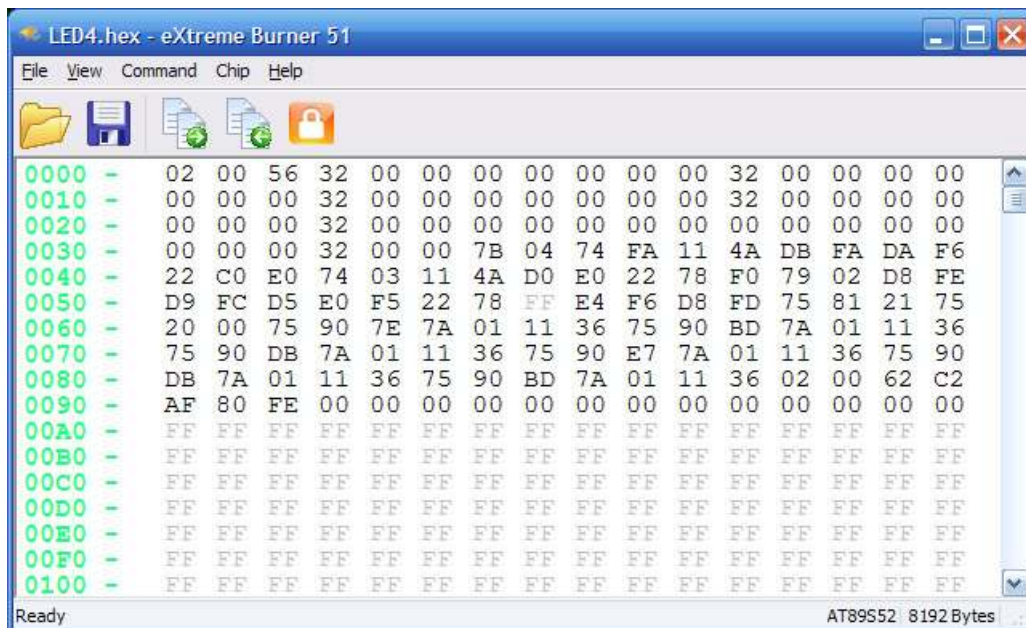 LED4.hex - eXtreme Burner 51
File View Command Chip Help
0000 - 02 00 56 32 00 00 00 00 00 00 00 32 00 00 00 00
0010 - 00 00 00 32 00 00 00 00 00 00 00 32 00 00 00 00
0020 - 00 00 00 32 00 00 00 00 00 00 00 00 00 00 00 00
0030 - 00 00 00 32 00 00 7B 04 74 FA 11 4A DB FA DA F6
0040 - 22 C0 E0 74 03 11 4A D0 E0 22 78 F0 79 02 D8 FE
0050 - D9 FC D5 E0 F5 22 78 FF E4 F6 D8 FD 75 81 21 75
0060 - 20 00 75 90 7E 7A 01 11 36 75 90 BD 7A 01 11 36
0070 - 75 90 DB 7A 01 11 36 75 90 E7 7A 01 11 36 75 90
0080 - DB 7A 01 11 36 75 90 BD 7A 01 11 36 02 00 62 C2
0090 - AF 80 FE 00 00 00 00 00 00 00 00 00 00 00 00 00
00A0 - FF FF FF FF FF FF FF FF FF FF FF FF FF FF FF FF
00B0 - FF FF FF FF FF FF FF FF FF FF FF FF FF FF FF FF
00C0 - FF FF FF FF FF FF FF FF FF FF FF FF FF FF FF FF
00D0 - FF FF FF FF FF FF FF FF FF FF FF FF FF FF FF FF
00E0 - FF FF FF FF FF FF FF FF FF FF FF FF FF FF FF FF
00F0 - FF FF FF FF FF FF FF FF FF FF FF FF FF FF FF FF
0100 - FF FF FF FF FF FF FF FF FF FF FF FF FF FF FF FF
Ready AT89S52 8192 Bytes